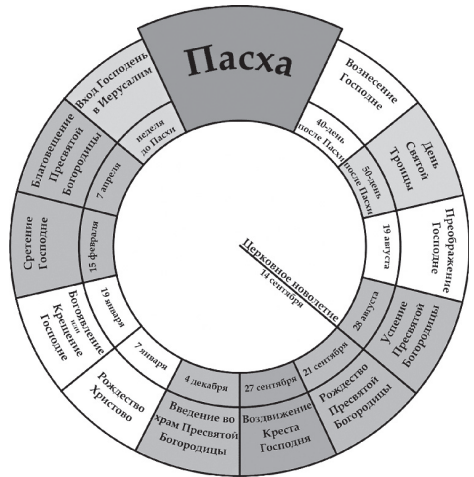 Пасха
Вознесение
Господне
40-день
после Пасхи
День
Святой
Троицы
50-день
после Пасхи
Преображение
Господне
19 августа
Успение
Пресвятой
Богородицы
28 августа
Церковное новолетие
14 сентября
Рождество
Пресвятой
Богородицы
21 сентября
Воздвижение
Креста
Господня
27 сентября
Введение во
храм Пресвятой
Богородицы
4 декабря
Рождество
Христово
7 января
Богоявление
или
Крещение
Господне
19 января
Сретение
Господне
15 февраля
Благовещение
Пресвятой
Богородицы
7 апреля
Вход Господень
в Иерусалим
неделя
до Пасхи